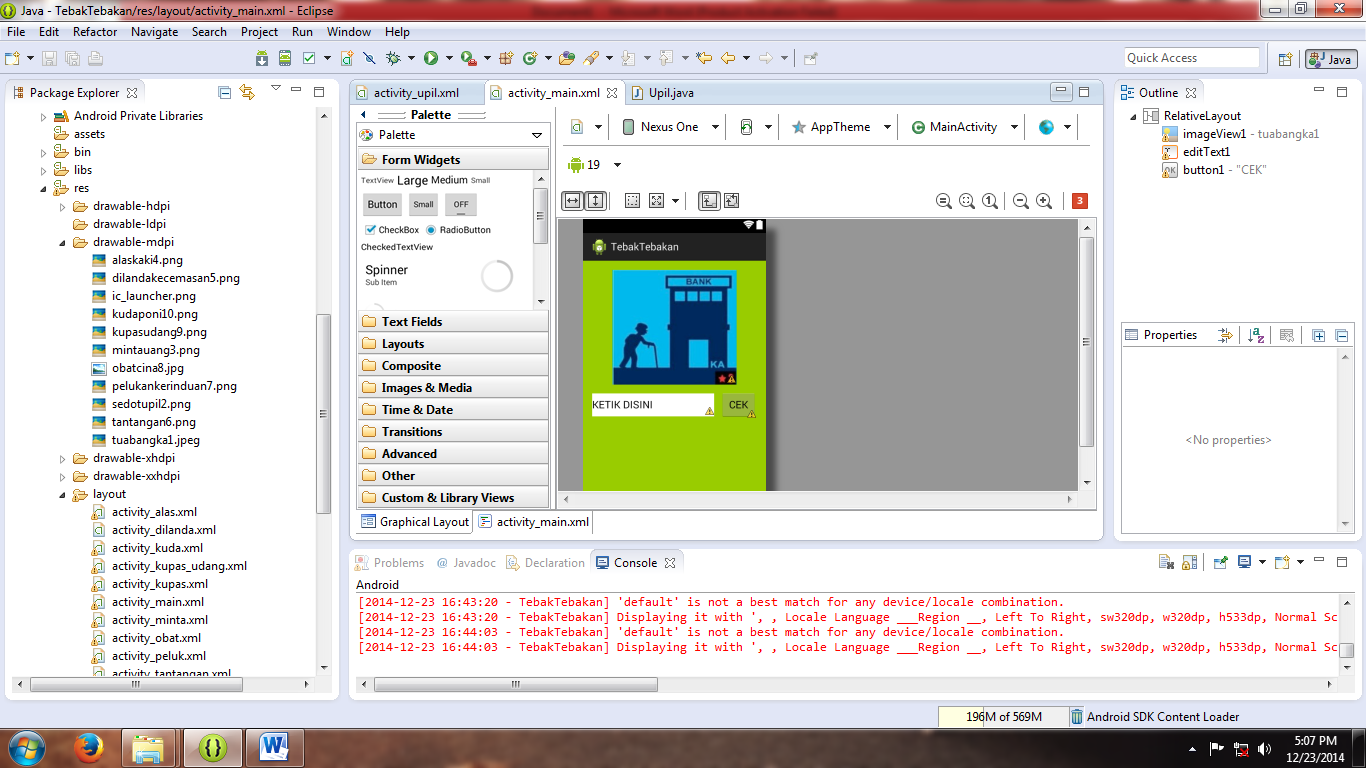 Java - TebakTebakan/res/layout/activity_main.xml - Eclipse
File Edit Refactor Navigate Search Project Run Window Help
Quick Access
Java
Package Explorer
Android Private Libraries
assets
bin
libs
res
drawable-hdpi
drawable-ldpi
drawable-mdpi
alaskaki4.png
dilandakecemasan5.png
ic_launcher.png
kudaponi10.png
kupasudang9.png
mintauang3.png
obatcina8.jpg
pelukankerinduan7.png
sedotupil2.png
tantangan6.png
tuabangka1.jpeg
drawable-xhdpi
drawable-xxhdpi
layout
activity_alas.xml
activity_dilanda.xml
activity_kuda.xml
activity_kupas_udang.xml
activity_kupas.xml
activity_main.xml
activity_minta.xml
activity_obat.xml
activity_peluk.xml
activity_tantangan.xml
activity_upil.xml
activity_main.xml
Upil.java
Palette
Palette
Form Widgets
TextView Large Medium Small
Button Small OFF
CheckBox RadioButton
CheckedTextView
Spinner
Sub Item
Text Fields
Layouts
Composite
Images & Media
Time & Date
Transitions
Advanced
Other
Custom & Library Views
Graphical Layout
activity_main.xml
Nexus One
AppTheme
MainActivity
19
3
TebakTebakan
BANK
KA
KETIK DISINI
CEK
Outline
RelativeLayout
imageView1 - tuabangka1
editText1
button1 - "CEK"
Properties
<No properties>
Problems
@ Javadoc
Declaration
Console
Android
[2014-12-23 16:43:20 - TebakTebakan] 'default' is not a best match for any device/locale combination.
[2014-12-23 16:43:20 - TebakTebakan] Displaying it with ', , Locale Language ___Region __, Left To Right, sw320dp, w320dp, h533dp, Normal Sc
[2014-12-23 16:44:03 - TebakTebakan] 'default' is not a best match for any device/locale combination.
[2014-12-23 16:44:03 - TebakTebakan] Displaying it with ', , Locale Language ___Region __, Left To Right, sw320dp, w320dp, h533dp, Normal Sc
196M of 569M
Android SDK Content Loader
5:07 PM
12/23/2014